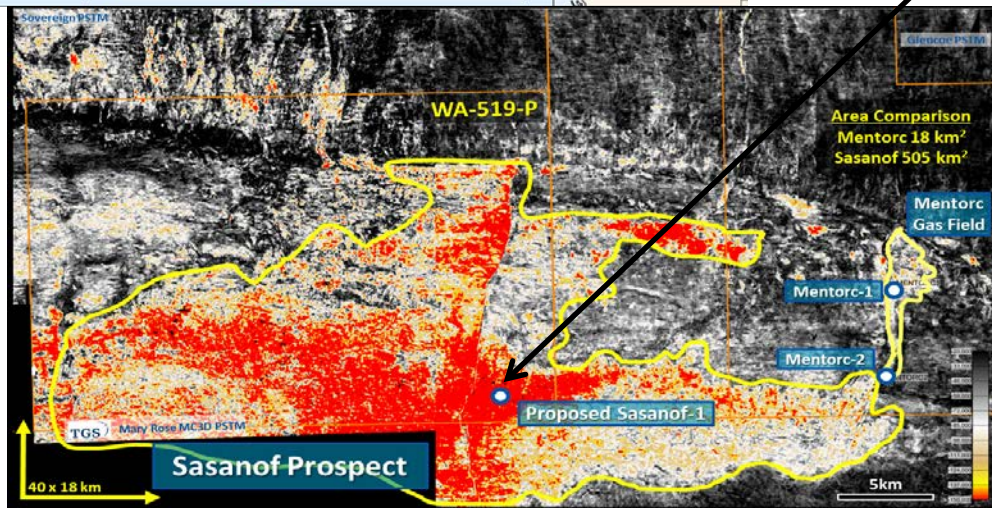 Sovereign PSTM
Glencoe PSTM
WA-519-P
Area Comparison
Mentorc 18 km²
Sasanof 505 km²
Mentorc
Gas Field
Mentorc-1
Mentorc-2
Proposed Sasanof-1
TGS Mary Rose MC3D PSTM
Sasanof Prospect
40 x 18 km
5km